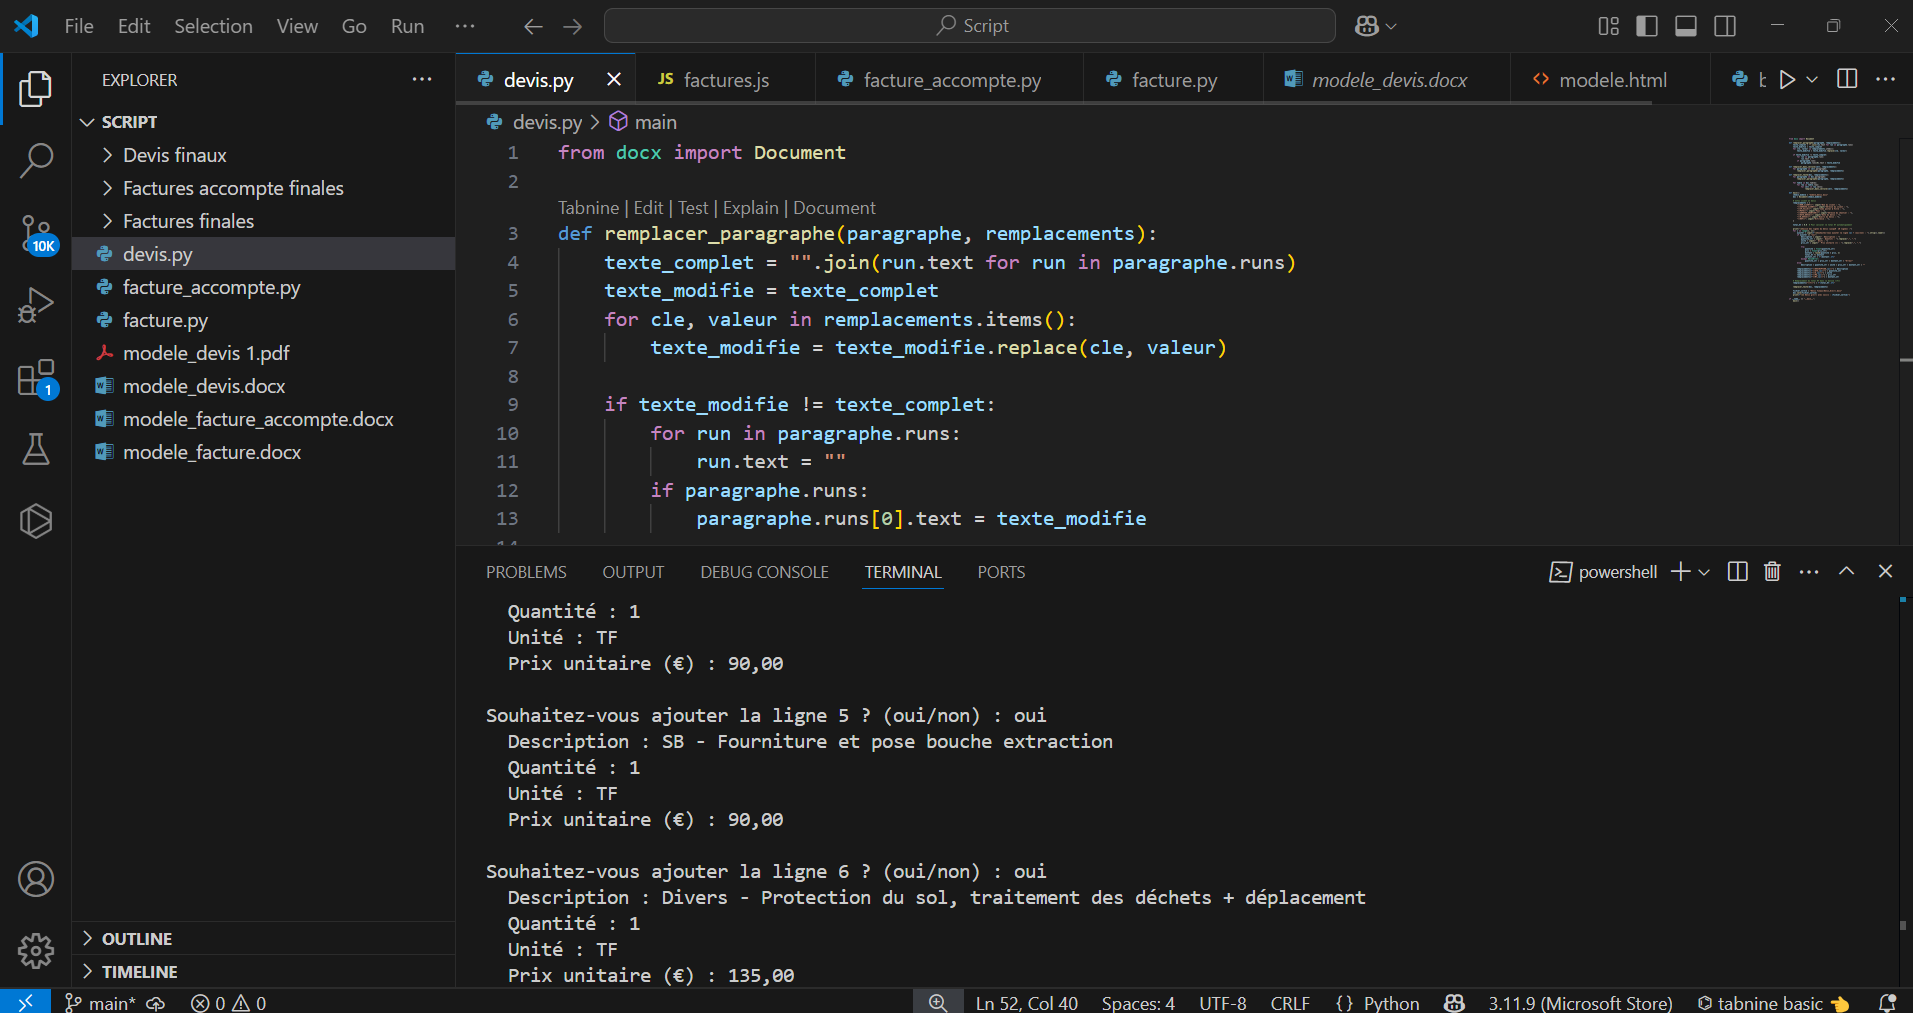 File Edit Selection View Go Run ··· Script
EXPLORER
SCRIPT
Devis finaux
Factures accompte finales
Factures finales
devis.py
facture_accompte.py
facture.py
modele_devis 1.pdf
modele_devis.docx
modele_facture_accompte.docx
modele_facture.docx
OUTLINE
TIMELINE
10K
1
devis.py JS factures.js facture_accompte.py facture.py modele_devis.docx modele.html
devis.py > main
1 from docx import Document
2
Tabnine | Edit | Test | Explain | Document
3 def remplacer_paragraphe(paragraphe, remplacements):
4 texte_complet = "".join(run.text for run in paragraphe.runs)
5 texte_modifie = texte_complet
6 for cle, valeur in remplacements.items():
7 texte_modifie = texte_modifie.replace(cle, valeur)
8
9 if texte_modifie != texte_complet:
10 for run in paragraphe.runs:
11 run.text = ""
12 if paragraphe.runs:
13 paragraphe.runs[0].text = texte_modifie
PROBLEMS OUTPUT DEBUG CONSOLE TERMINAL PORTS powershell
Quantité : 1
Unité : TF
Prix unitaire (€) : 90,00
Souhaitez-vous ajouter la ligne 5 ? (oui/non) : oui
Description : SB - Fourniture et pose bouche extraction
Quantité : 1
Unité : TF
Prix unitaire (€) : 90,00
Souhaitez-vous ajouter la ligne 6 ? (oui/non) : oui
Description : Divers - Protection du sol, traitement des déchets + déplacement
Quantité : 1
Unité : TF
Prix unitaire (€) : 135,00
main* 0 0 Ln 52, Col 40 Spaces: 4 UTF-8 CRLF {} Python 3.11.9 (Microsoft Store) tabnine basic